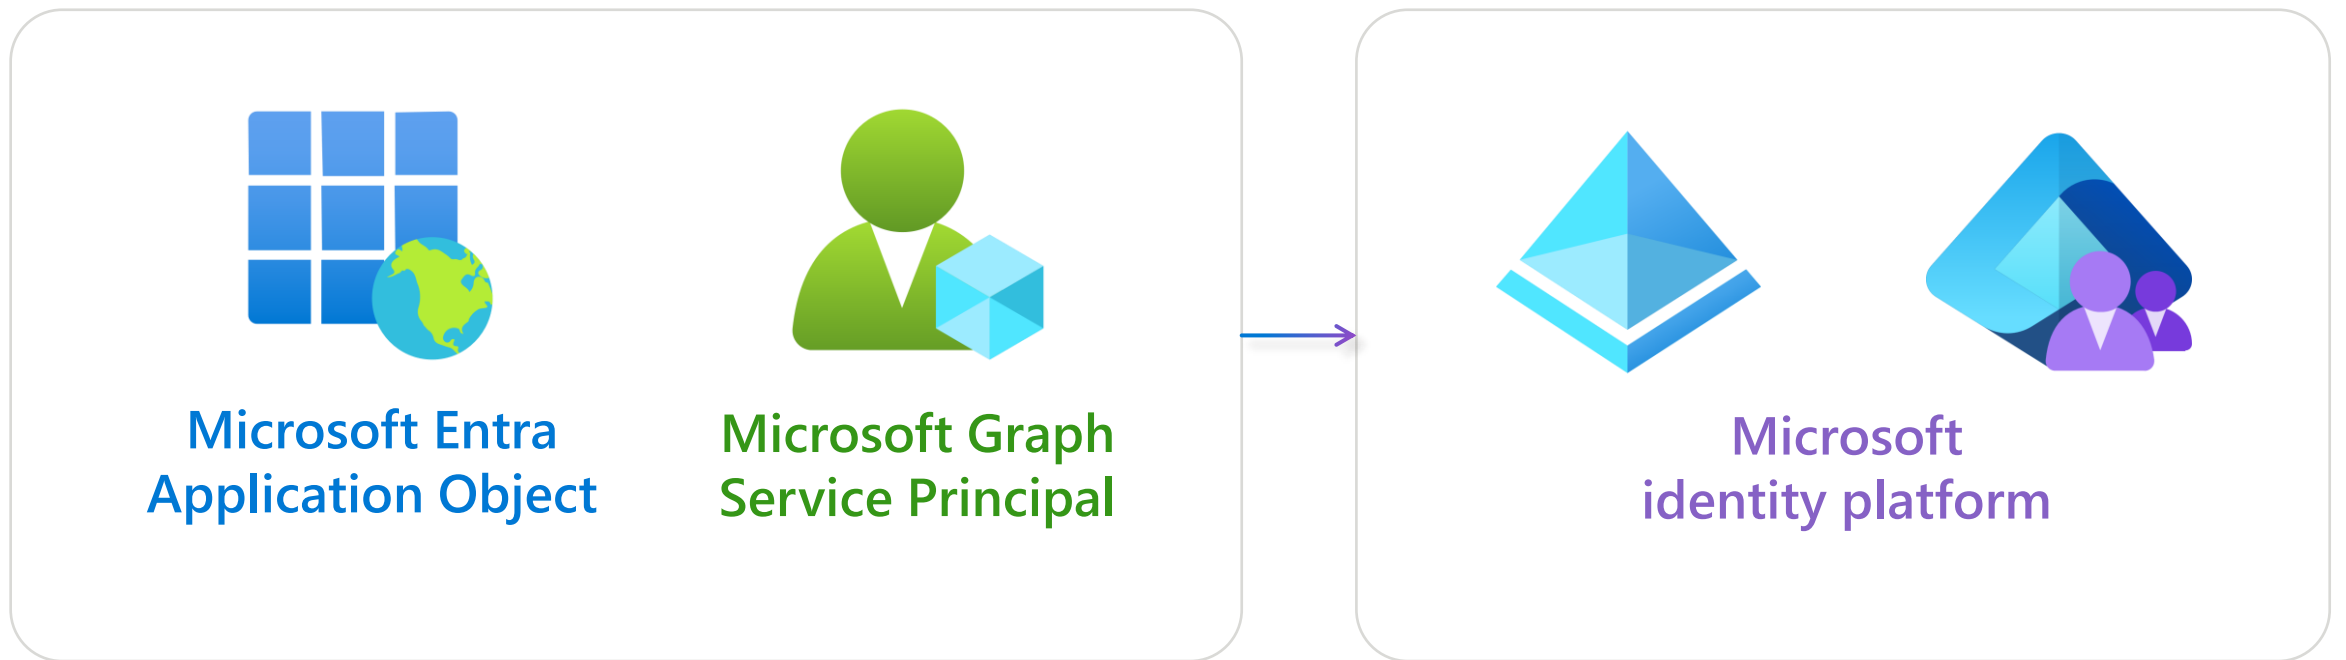 Microsoft Entra
Application Object
Microsoft Graph
Service Principal
Microsoft
identity platform